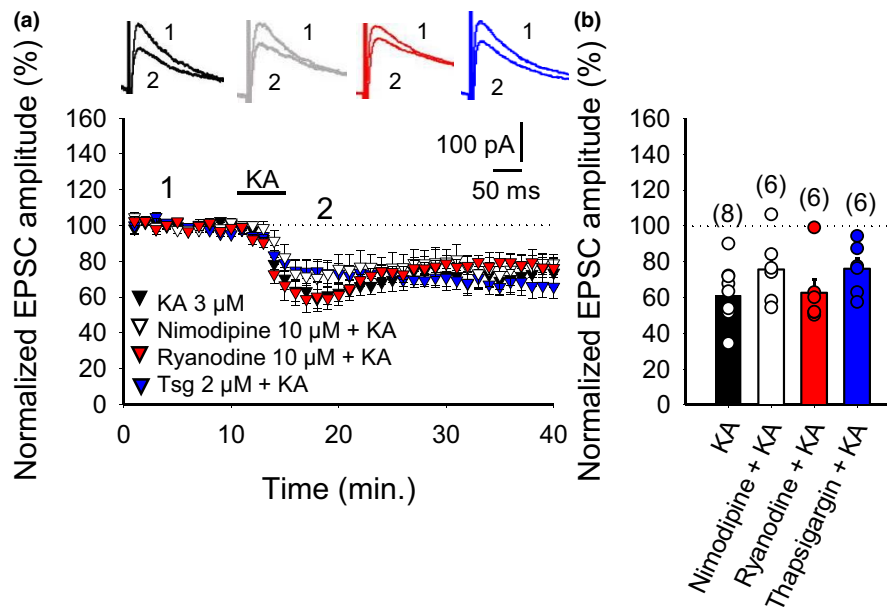 (a)
1
2
1
2
1
2
1
2
Normalized EPSC amplitude (%)
160
140
120
100
80
60
40
20
0
1
KA
2
100 pA
50 ms
KA 3 µM
Nimodipine 10 µM + KA
Ryanodine 10 µM + KA
Tsg 2 µM + KA
0
10
20
30
40
Time (min.)
(b)
Normalized EPSC amplitude (%)
160
140
120
100
80
60
40
20
0
(8)
(6)
(6)
(6)
KA
Nimodipine + KA
Ryanodine + KA
Thapsigargin + KA